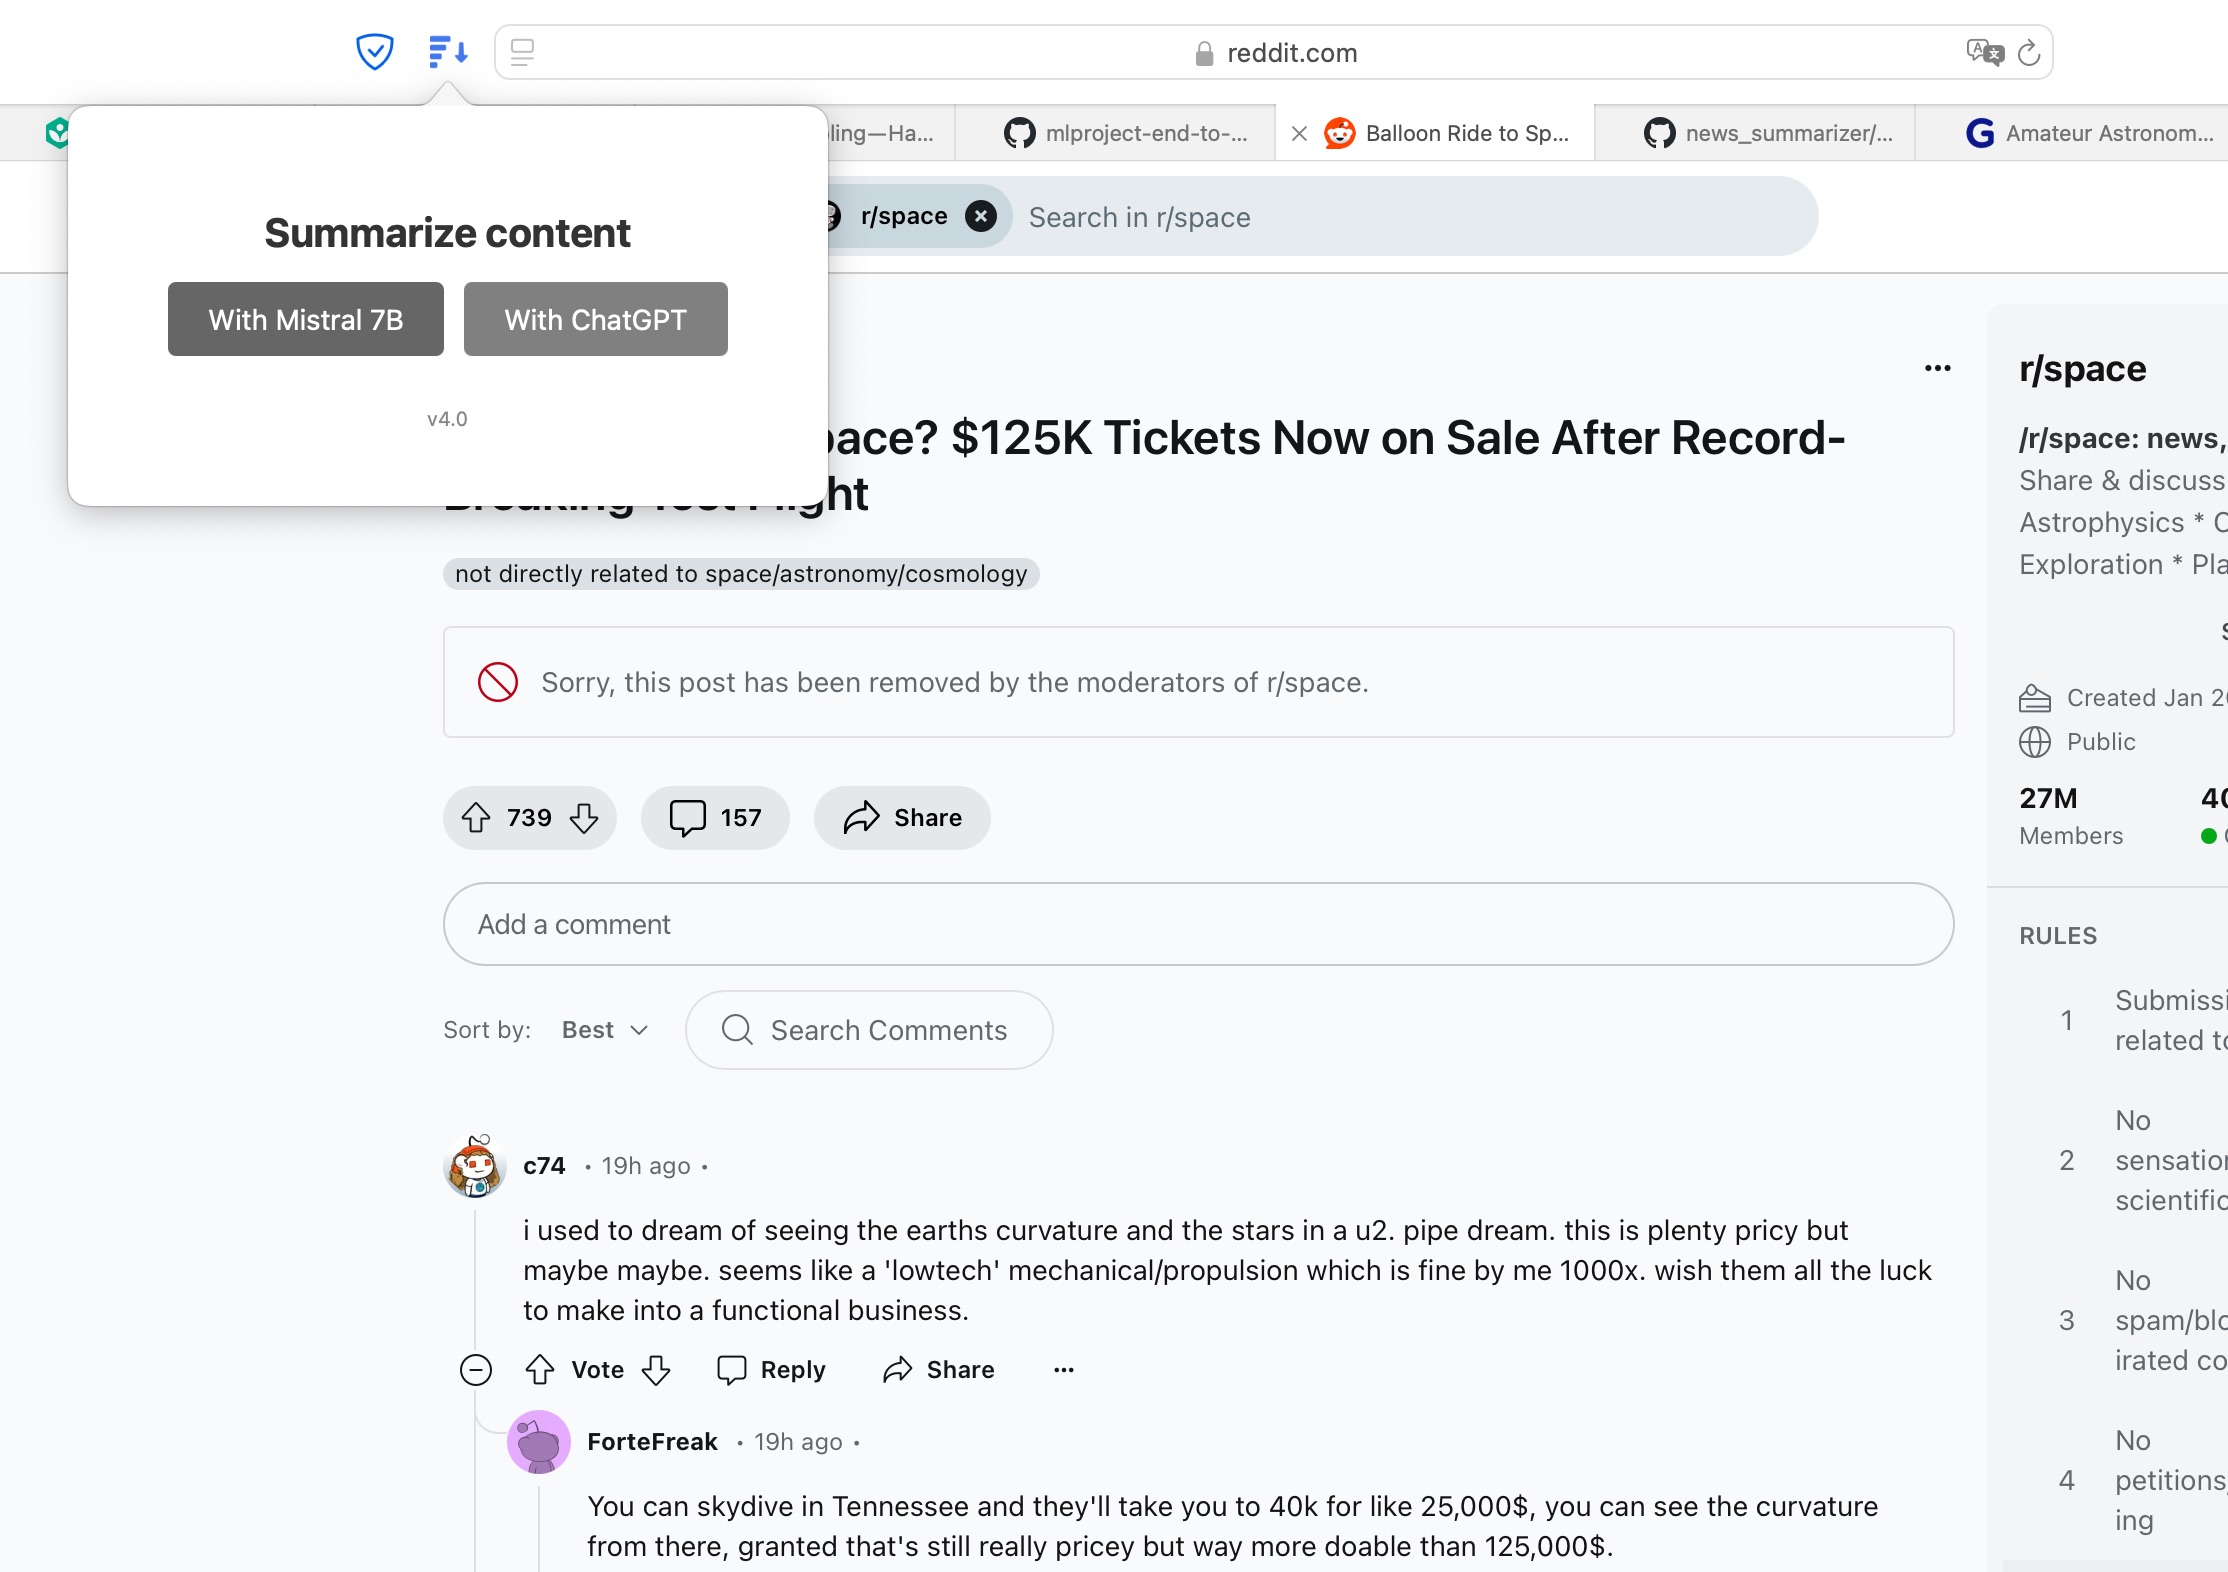 reddit.com
ling—Ha...
mlproject-end-to-...
Balloon Ride to Sp...
news_summarizer/...
Amateur Astronom...
Summarize content
With Mistral 7B
With ChatGPT
v4.0
r/space
Search in r/space
pace? $125K Tickets Now on Sale After Record-
Breaking Test Flight
not directly related to space/astronomy/cosmology
Sorry, this post has been removed by the moderators of r/space.
739
157
Share
Add a comment
Sort by:
Best
Search Comments
c74 • 19h ago •
i used to dream of seeing the earths curvature and the stars in a u2. pipe dream. this is plenty pricy but
maybe maybe. seems like a 'lowtech' mechanical/propulsion which is fine by me 1000x. wish them all the luck
to make into a functional business.
Vote
Reply
Share
ForteFreak • 19h ago •
You can skydive in Tennessee and they'll take you to 40k for like 25,000$, you can see the curvature
from there, granted that's still really pricey but way more doable than 125,000$.
r/space
/r/space: news,
Share & discuss
Astrophysics *
Exploration * Pla
Created Jan 2
Public
27M
Members
RULES
1
Submissi
related to
2
No
sensation
scientific
3
No
spam/blo
irated co
4
No
petitions,
ing